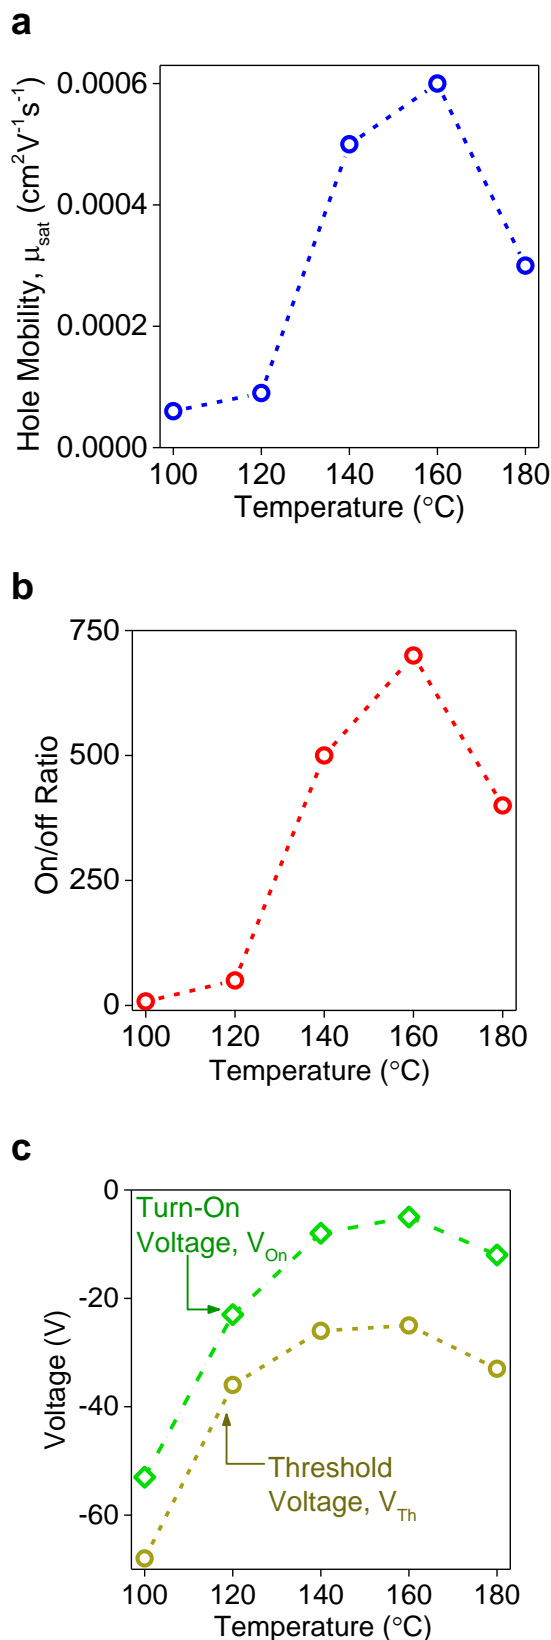 a
Hole Mobility, μsat (cm2V-1s-1)
0.0006
0.0004
0.0002
0.0000
100 120 140 160 180
Temperature (°C)
b
On/off Ratio
750
500
250
0
100 120 140 160 180
Temperature (°C)
c
Voltage (V)
0
-20
-40
-60
Turn-On
Voltage, VOn
Threshold
Voltage, VTh
100 120 140 160 180
Temperature (°C)